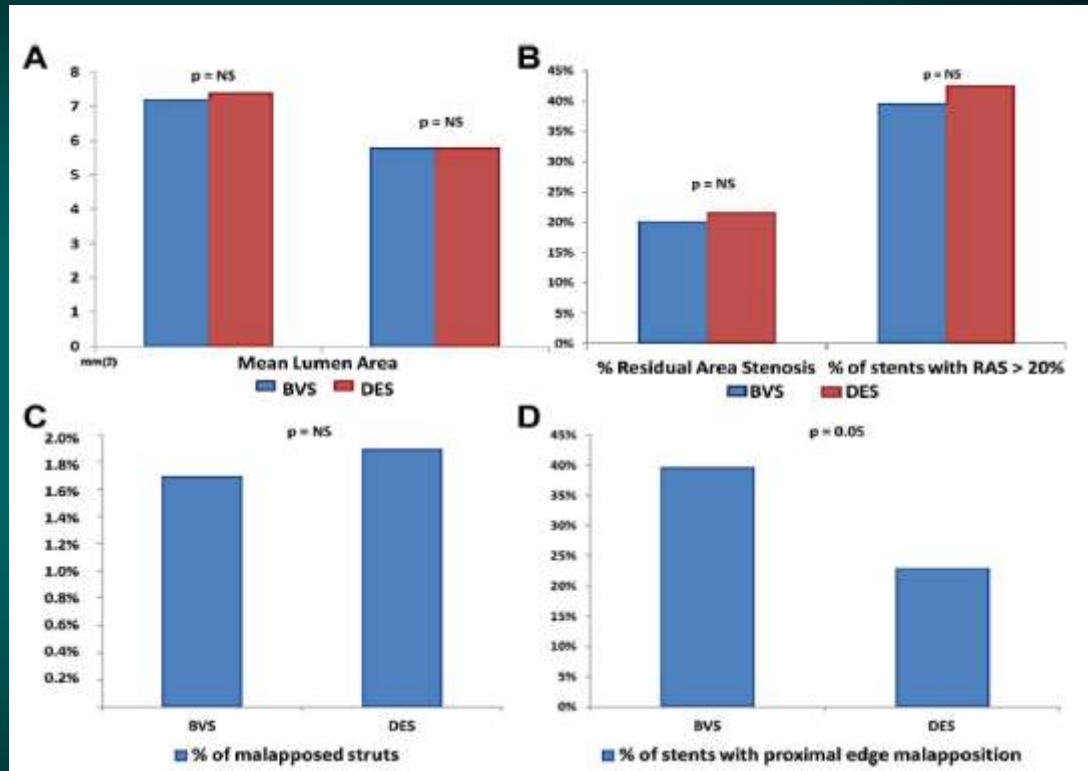 A
p = NS
p = NS
8
7
6
5
4
3
2
1
0
mm(2)
Mean Lumen Area
BVS DES
B
p = NS
p = NS
45%
40%
35%
30%
25%
20%
15%
10%
5%
0%
% Residual Area Stenosis % of stents with RAS > 20%
BVS DES
C
p = NS
2.0%
1.8%
1.6%
1.4%
1.2%
1.0%
0.8%
0.6%
0.4%
0.2%
BVS DES
% of malapposed struts
D
p = 0.05
45%
40%
35%
30%
25%
20%
15%
10%
5%
0%
BVS DES
% of stents with proximal edge malapposition